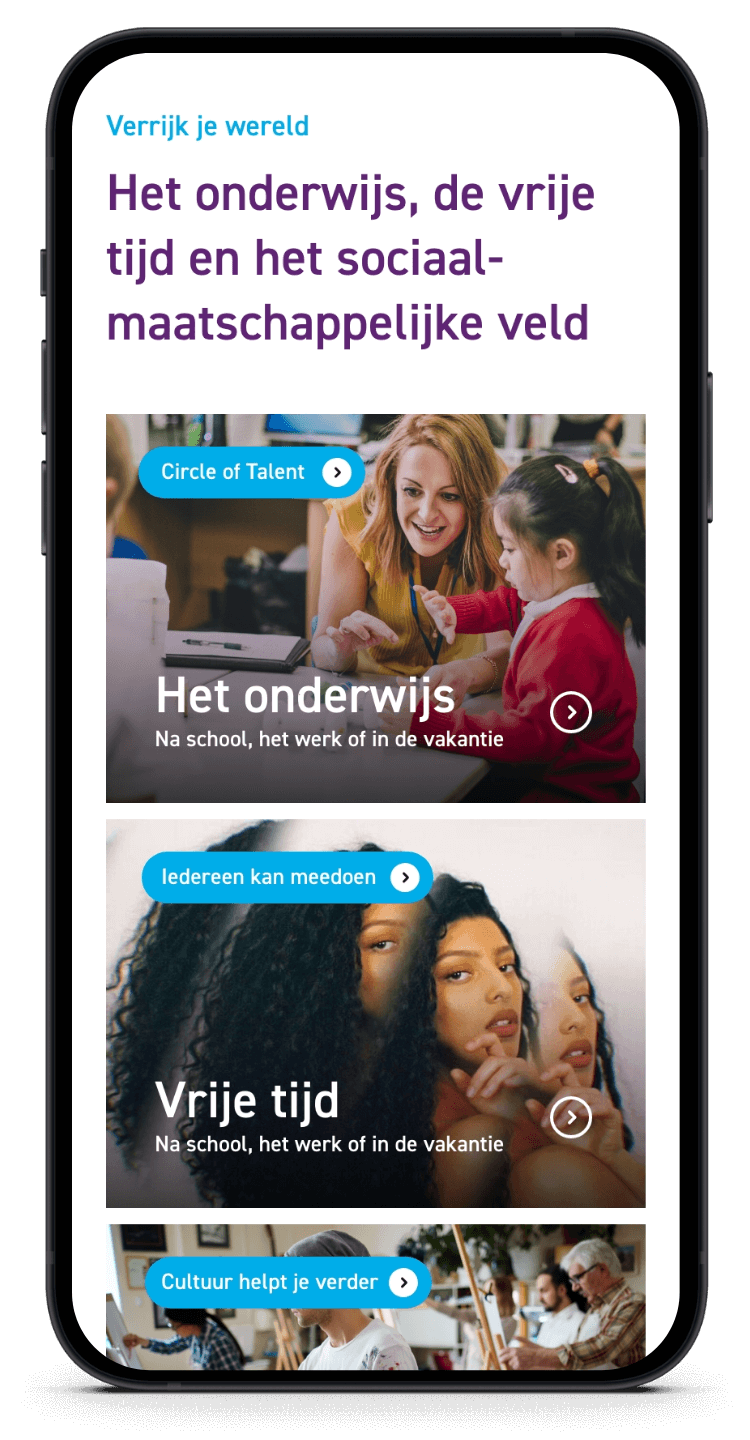 Verrijk je wereld
Het onderwijs, de vrije
tijd en het sociaal-
maatschappelijke veld
Circle of Talent
Het onderwijs
Na school, het werk of in de vakantie
Iedereen kan meedoen
Vrije tijd
Na school, het werk of in de vakantie
Cultuur helpt je verder